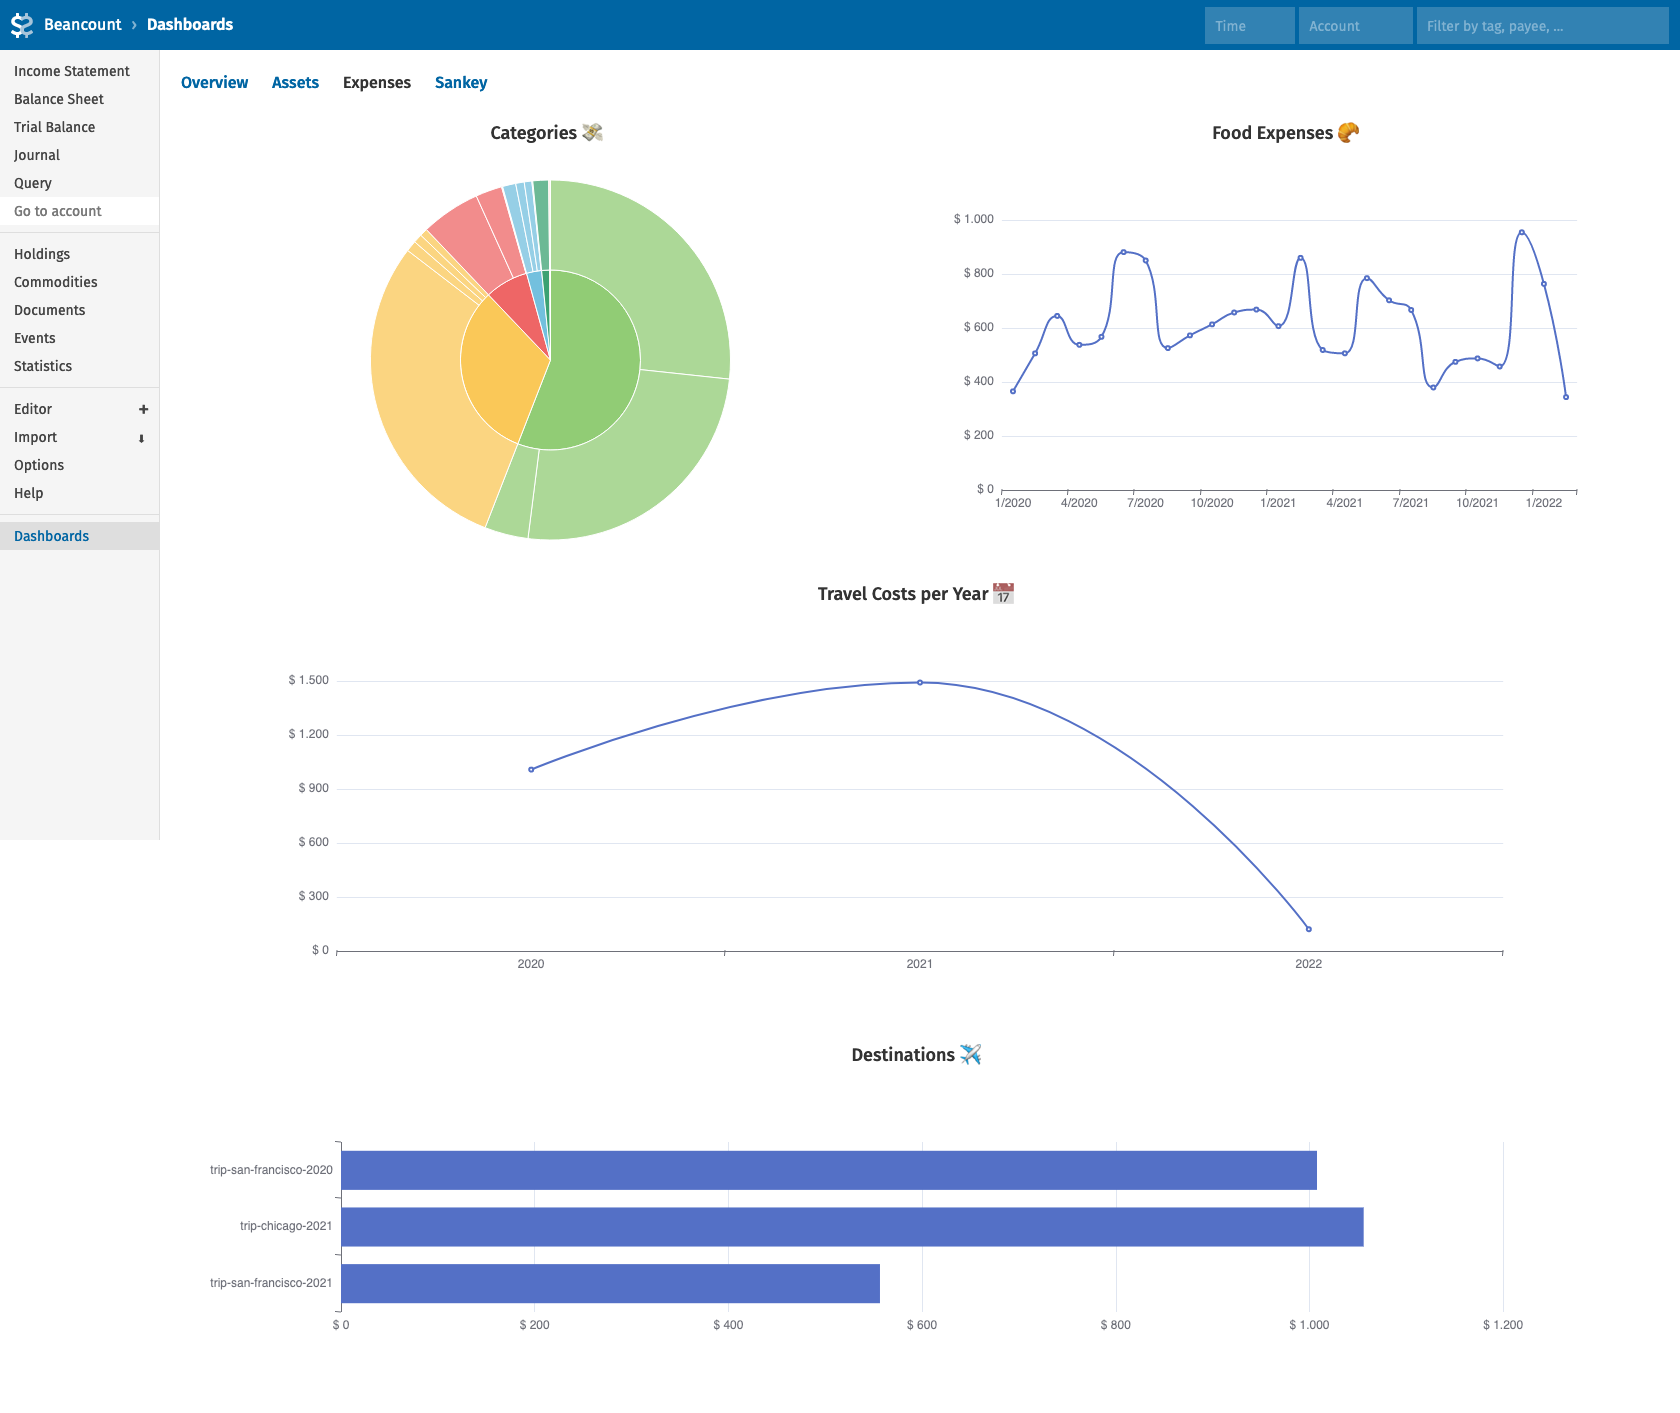 Beancount › Dashboards
Time
Account
Filter by tag, payee, ...
Income Statement
Balance Sheet
Trial Balance
Journal
Query
Go to account
Holdings
Commodities
Documents
Events
Statistics
Editor +
Import ⬇
Options
Help
Dashboards
Overview Assets Expenses Sankey
Categories 💸
Food Expenses 🥐
$ 1.000
$ 800
$ 600
$ 400
$ 200
$ 0
1/2020 4/2020 7/2020 10/2020 1/2021 4/2021 7/2021 10/2021 1/2022
Travel Costs per Year 📅
$ 1.500
$ 1.200
$ 900
$ 600
$ 300
$ 0
2020 2021 2022
Destinations ✈️
trip-san-francisco-2020
trip-chicago-2021
trip-san-francisco-2021
$ 0 $ 200 $ 400 $ 600 $ 800 $ 1.000 $ 1.200